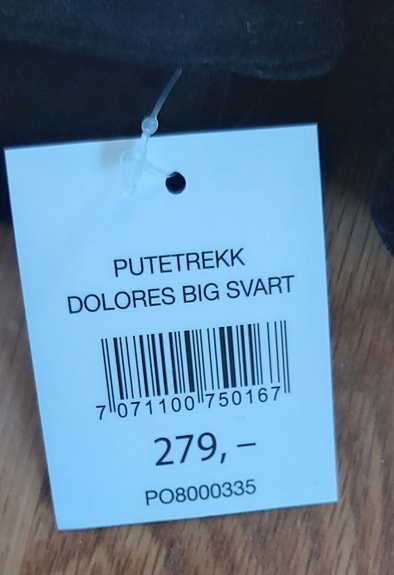 PUTETREKK
DOLORES BIG SVART
7 071100 750167
279,–
PO8000335